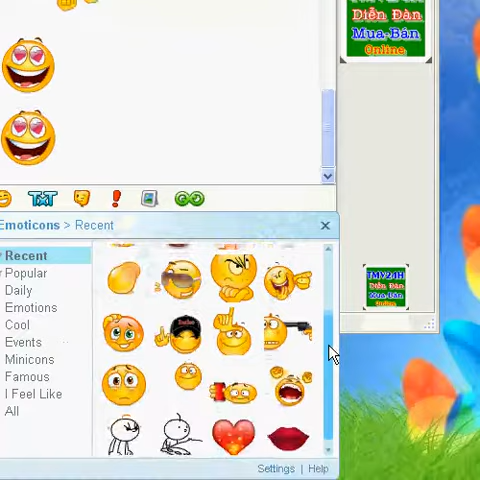 Diễn Đàn
Mua-Bán
Online
TXT
Emoticons > Recent
Recent
Popular
Daily
Emotions
Cool
Events
Minicons
Famous
I Feel Like
All
TMV24H
Diễn Đàn
Mua-Bán
Online
Settings | Help